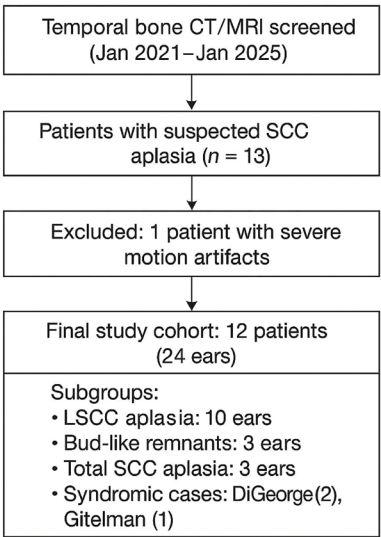 Temporal bone CT/MRI screened
(Jan 2021–Jan 2025)
Patients with suspected SCC
aplasia (n = 13)
Excluded: 1 patient with severe
motion artifacts
Final study cohort: 12 patients
(24 ears)
Subgroups:
• LSCC aplasia: 10 ears
• Bud-like remnants: 3 ears
• Total SCC aplasia: 3 ears
• Syndromic cases: DiGeorge (2),
Gitelman (1)